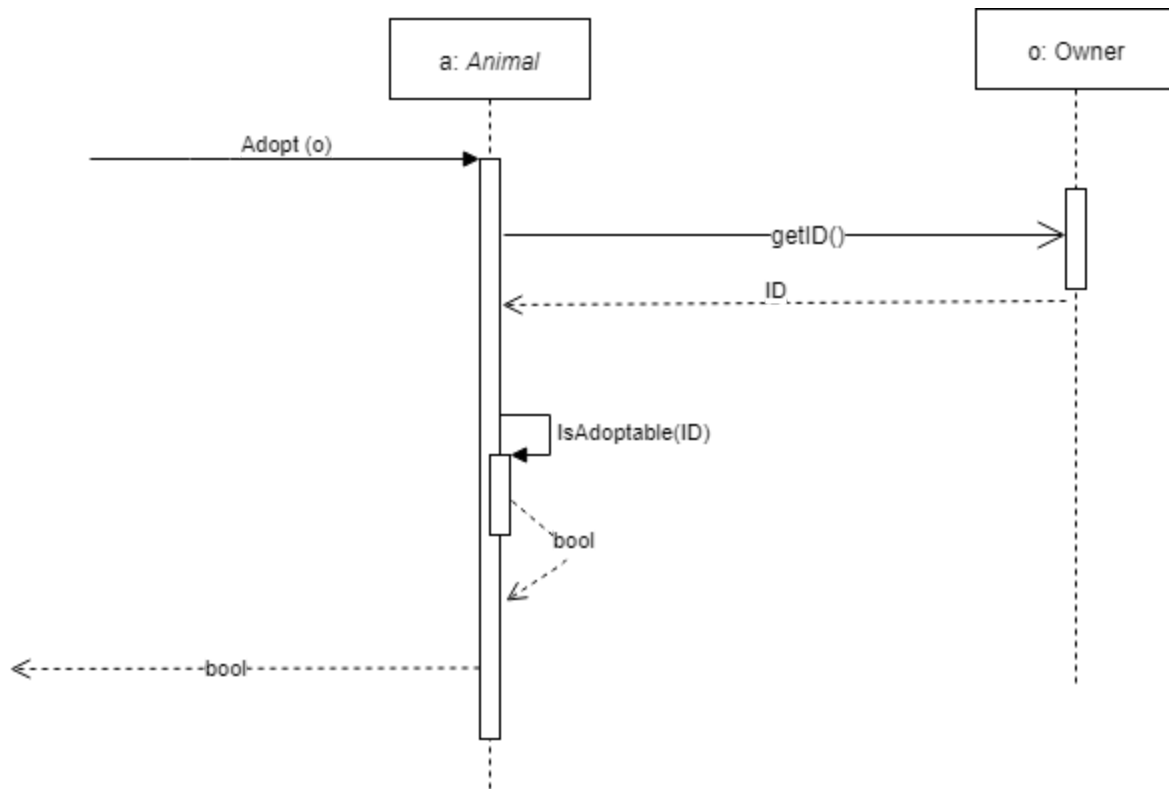 a: Animal
o: Owner
Adopt (o)
getID()
ID
IsAdoptable(ID)
bool
bool